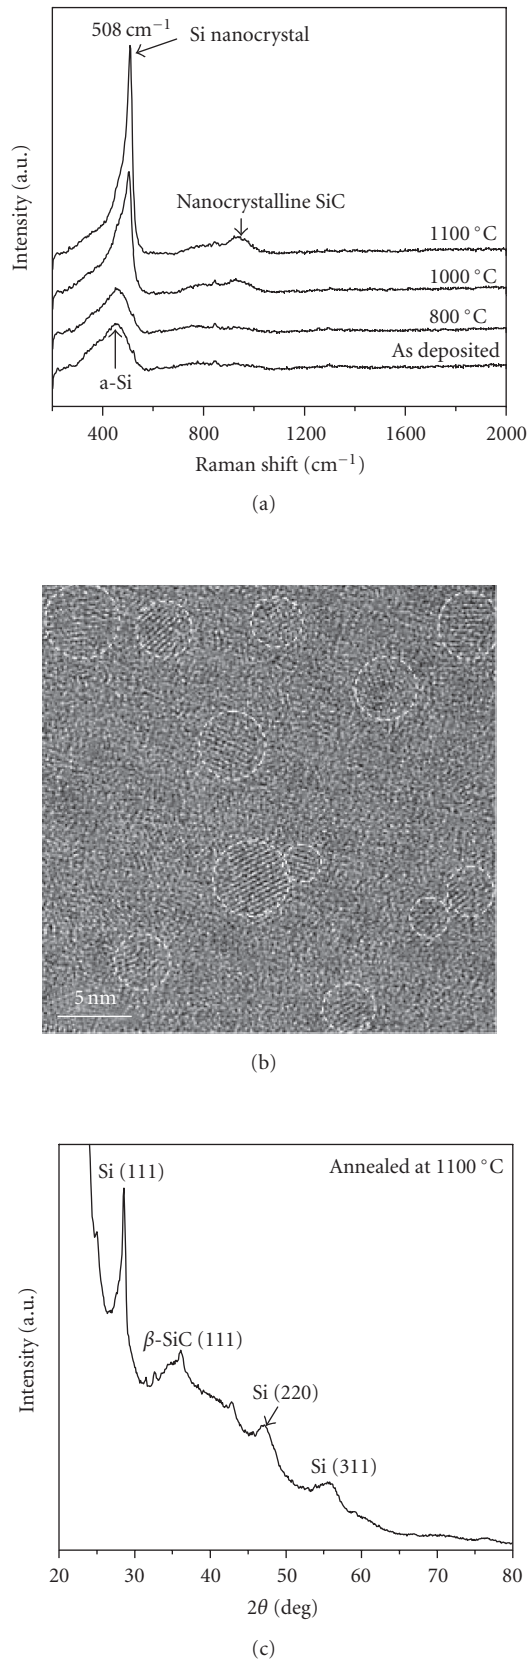 508 cm−1
Si nanocrystal
Nanocrystalline SiC
1100 °C
1000 °C
800 °C
As deposited
a-Si
Intensity (a.u.)
400 800 1200 1600 2000
Raman shift (cm−1)
(a)
5 nm
(b)
Si (111)
Annealed at 1100 °C
β-SiC (111)
Si (220)
Si (311)
Intensity (a.u.)
20 30 40 50 60 70 80
2θ (deg)
(c)